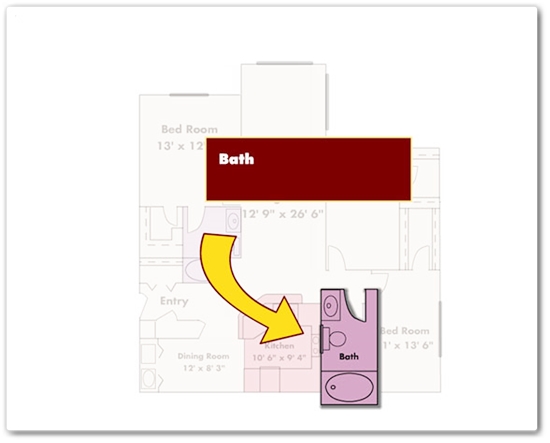 Bed Room
13' x 12'
Bath
12' 9" x 26' 6"
Entry
Kitchen
10' 6" x 9' 4"
Dining Room
12' x 8' 3"
Bed Room
1' x 13' 6"
Bath